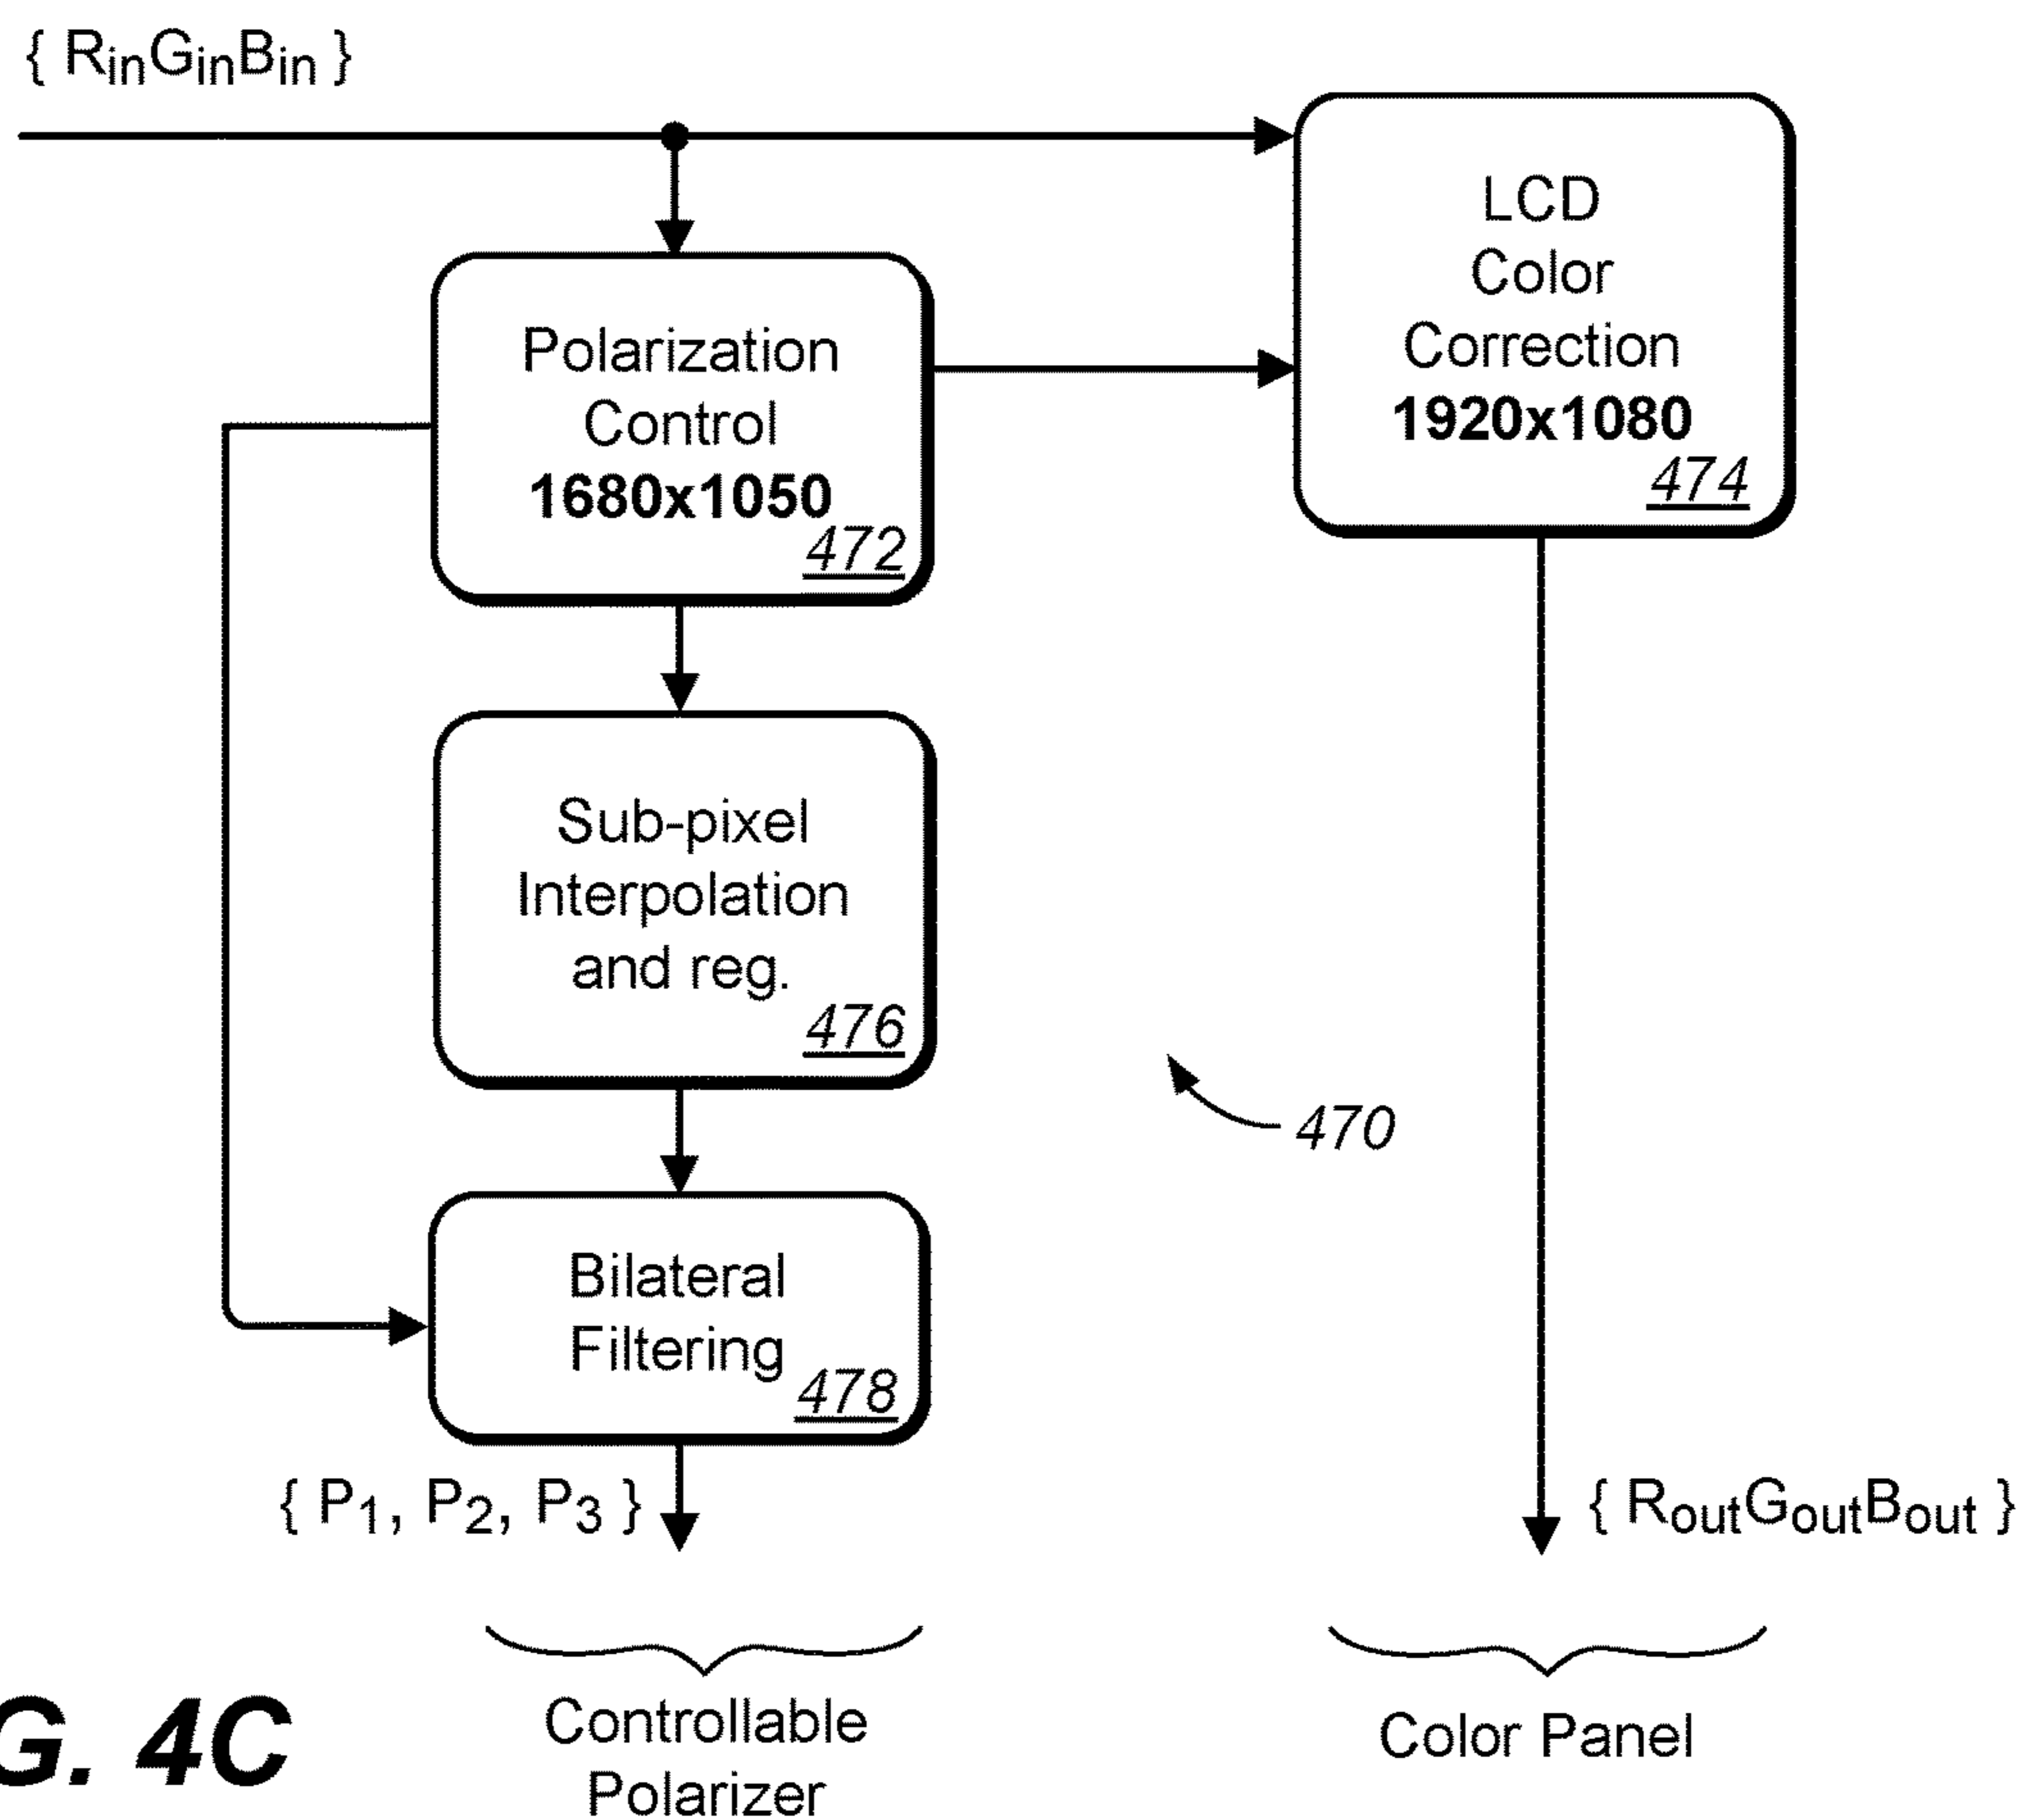 { RinGinBin }
LCD
Color
Correction
1920x1080
474
Polarization
Control
1680x1050
472
Sub-pixel
Interpolation
and reg.
476
470
Bilateral
Filtering
478
{ P1, P2, P3 }
{ RoutGoutBout }
Controllable
Polarizer
Color Panel
G. 4C